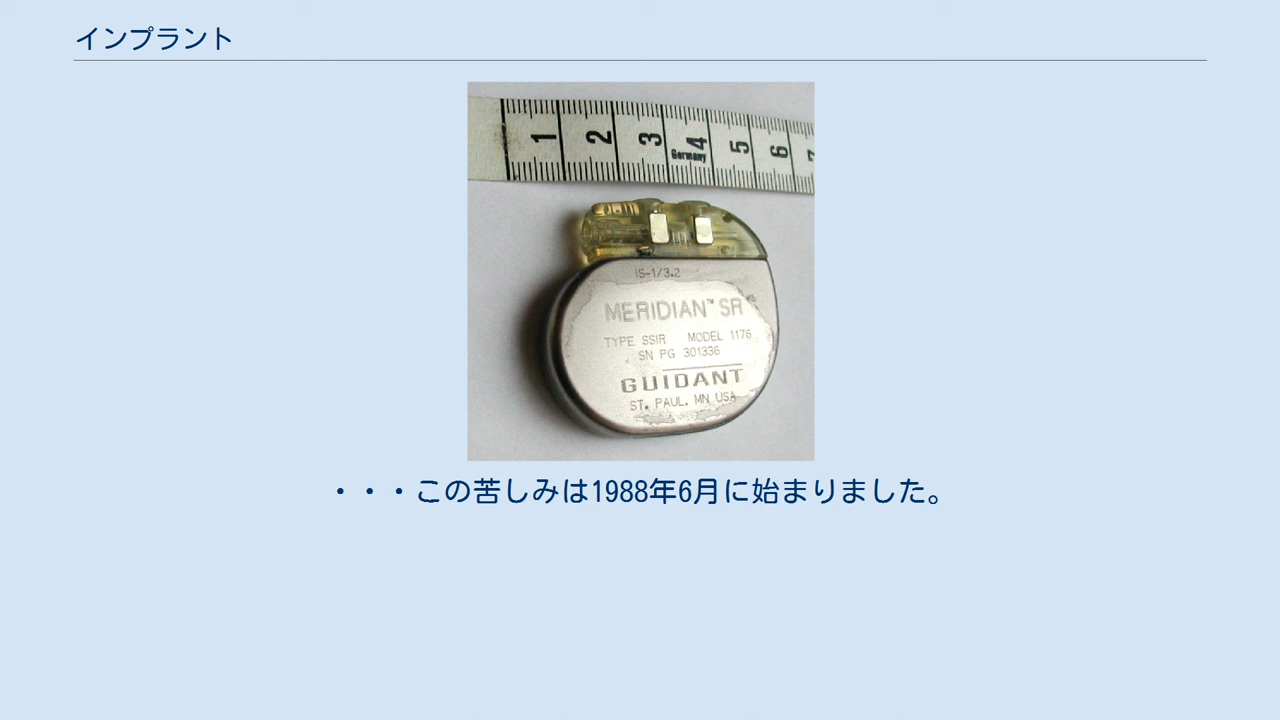 インプラント
1 2 3 4 5 6 7
Germany
IS-1/3.2
MERIDIAN™ SR
TYPE SSIR MODEL 1176
SN PG 301336
GUIDANT
ST. PAUL, MN USA
・・・この苦しみは1988年6月に始まりました。